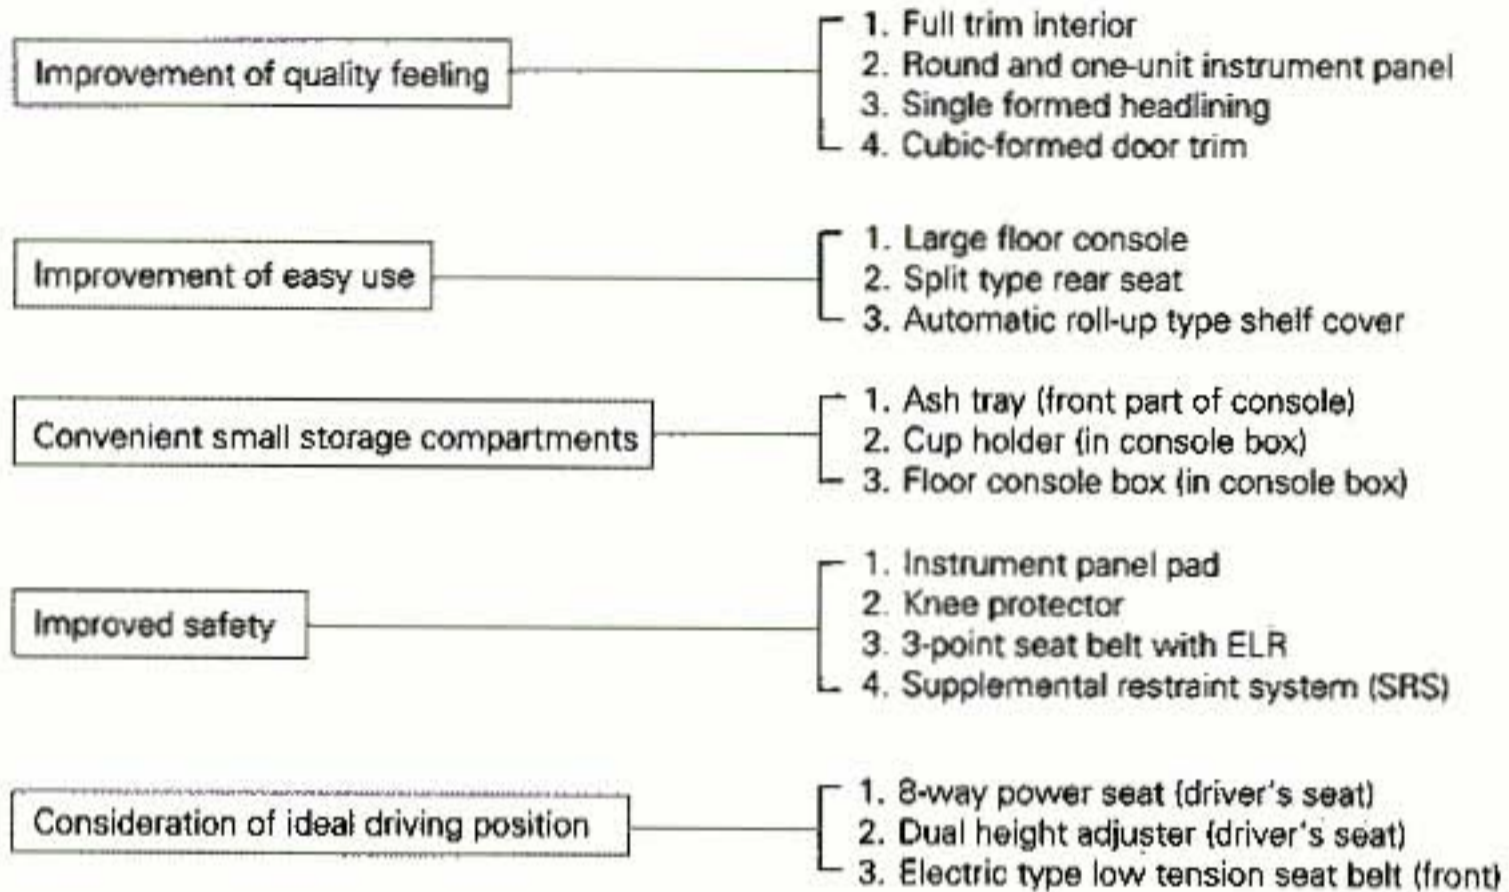 Improvement of quality feeling
1. Full trim interior
2. Round and one-unit instrument panel
3. Single formed headlining
4. Cubic-formed door trim
Improvement of easy use
1. Large floor console
2. Split type rear seat
3. Automatic roll-up type shelf cover
Convenient small storage compartments
1. Ash tray (front part of console)
2. Cup holder (in console box)
3. Floor console box (in console box)
Improved safety
1. Instrument panel pad
2. Knee protector
3. 3-point seat belt with ELR
4. Supplemental restraint system (SRS)
Consideration of ideal driving position
1. 8-way power seat (driver's seat)
2. Dual height adjuster (driver's seat)
3. Electric type low tension seat belt (front)